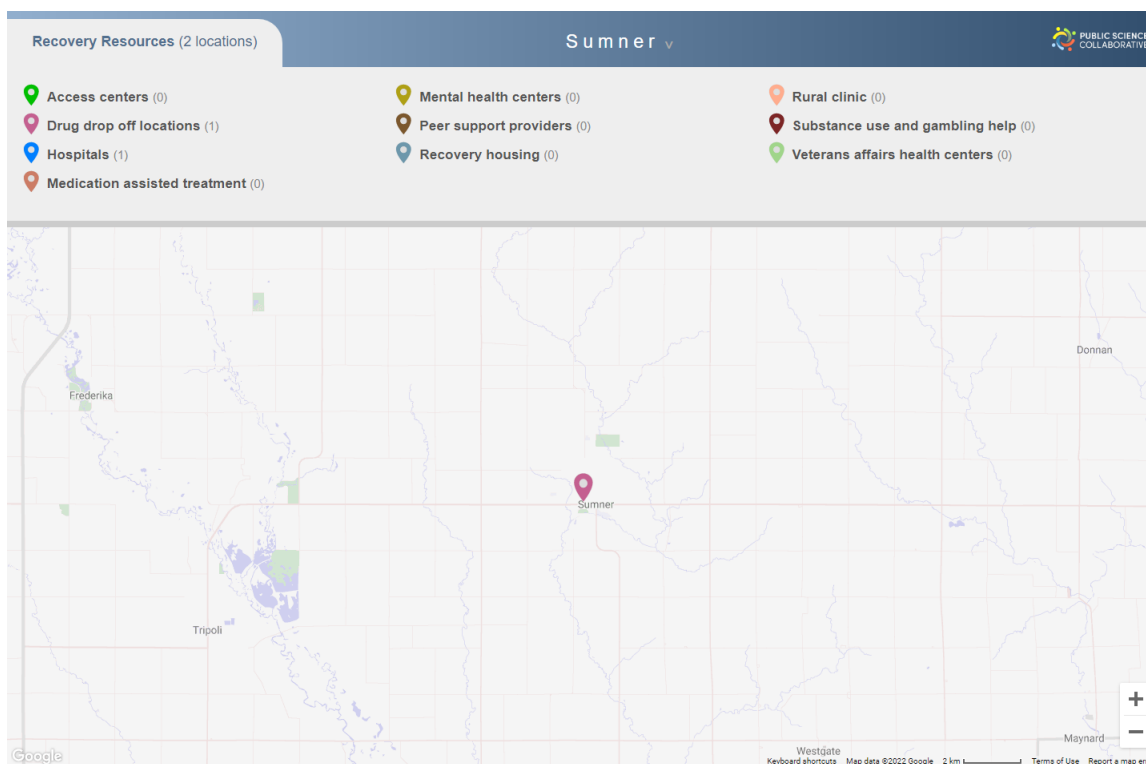 Recovery Resources (2 locations)
Sumner v
PUBLIC SCIENCE
COLLABORATIVE
Access centers (0)
Mental health centers (0)
Rural clinic (0)
Drug drop off locations (1)
Peer support providers (0)
Substance use and gambling help (0)
Hospitals (1)
Recovery housing (0)
Veterans affairs health centers (0)
Medication assisted treatment (0)
Donnan
Frederika
Sumner
Tripoli
Maynard
Westgate
Google
Keyboard shortcuts Map data ©2022 Google 2 km Terms of Use Report a map er